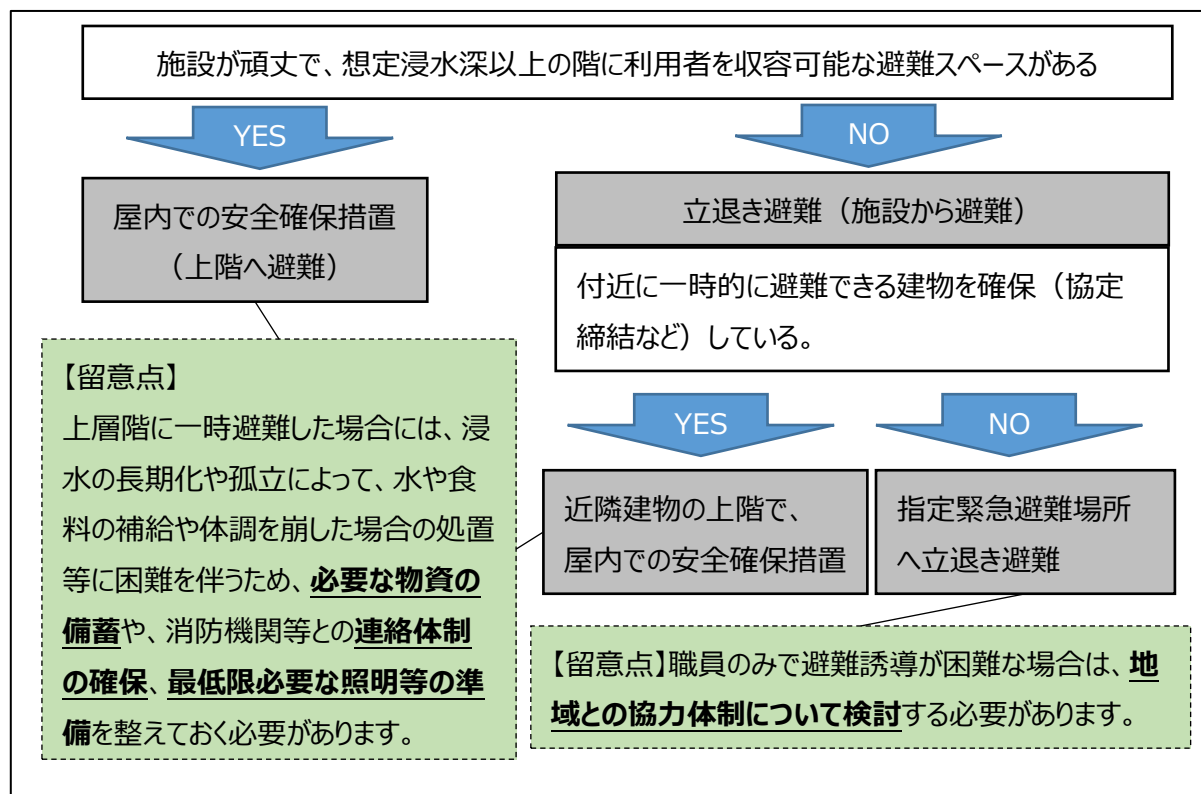 施設が頑丈で、想定浸水深以上の階に利用者を収容可能な避難スペースがある
YES
NO
屋内での安全確保措置
（上階へ避難）
立退き避難（施設から避難）
付近に一時的に避難できる建物を確保（協定
締結など）している。
【留意点】
上層階に一時避難した場合には、浸
水の長期化や孤立によって、水や食
料の補給や体調を崩した場合の処置
等に困難を伴うため、必要な物資の
備蓄や、消防機関等との連絡体制
の確保、最低限必要な照明等の準
備を整えておく必要があります。
YES
NO
近隣建物の上階で、
屋内での安全確保措置
指定緊急避難場所
へ立退き避難
【留意点】職員のみで避難誘導が困難な場合は、地
域との協力体制について検討する必要があります。